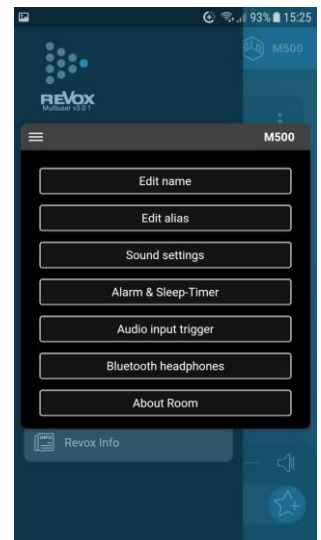 93% 15:25
M500
REVOX
Multiuser v3.0.1
M500
Edit name
Edit alias
Sound settings
Alarm & Sleep-Timer
Audio input trigger
Bluetooth headphones
About Room
INFO
Revox Info